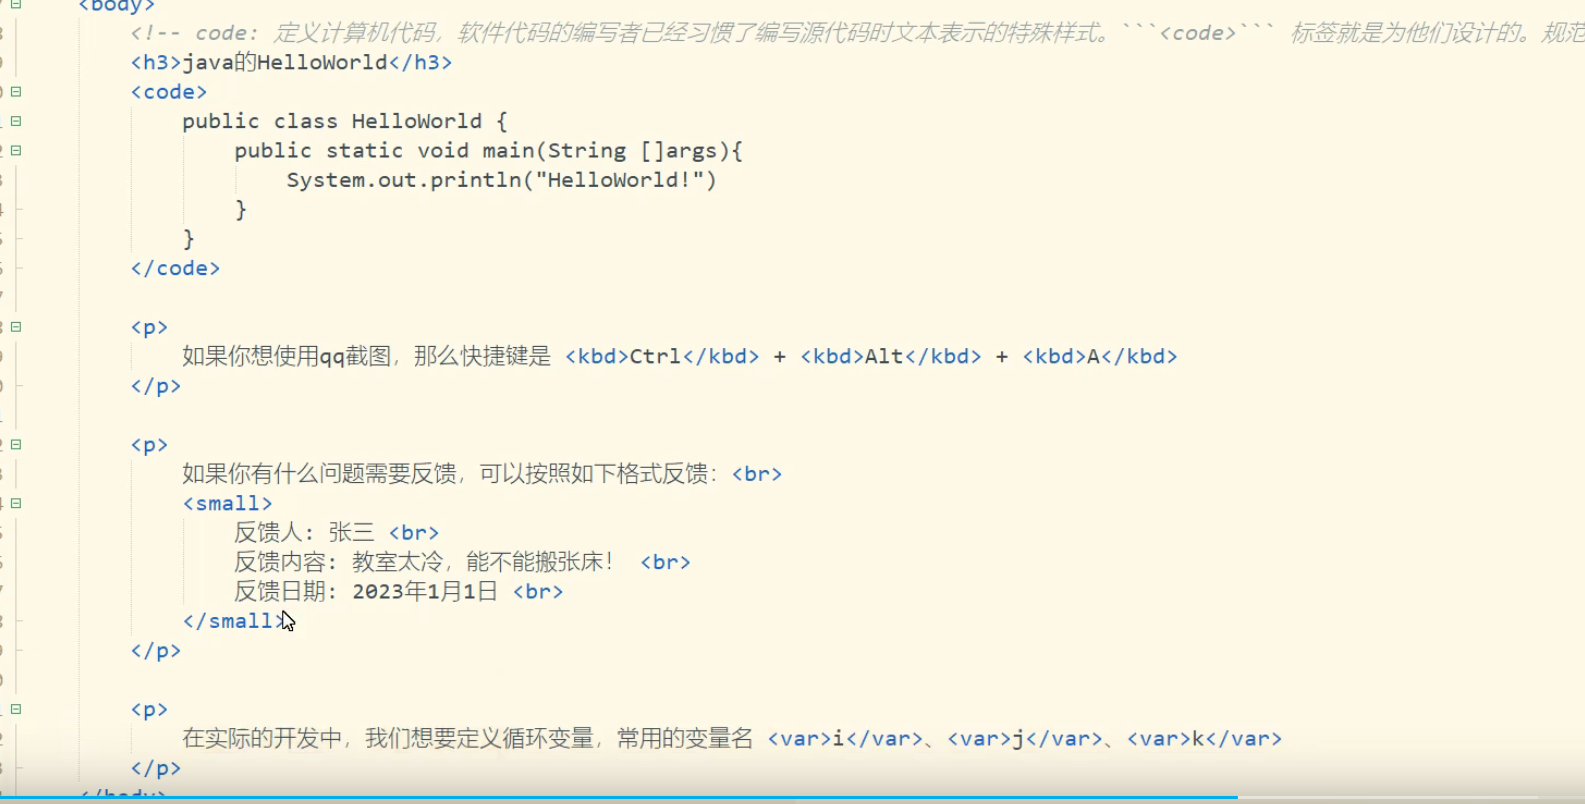 <body>
<!-- code: 定义计算机代码，软件代码的编写者已经习惯了编写源代码时文本表示的特殊样式。```<code>``` 标签就是为他们设计的。规范
<h3>java的HelloWorld</h3>
<code>
public class HelloWorld {
public static void main(String []args){
System.out.println("HelloWorld!")
}
}
</code>
<p>
如果你想使用qq截图，那么快捷键是 <kbd>Ctrl</kbd> + <kbd>Alt</kbd> + <kbd>A</kbd>
</p>
<p>
如果你有什么问题需要反馈，可以按照如下格式反馈：<br>
<small>
反馈人: 张三 <br>
反馈内容: 教室太冷，能不能搬张床！ <br>
反馈日期: 2023年1月1日 <br>
</small>
</p>
<p>
在实际的开发中，我们想要定义循环变量，常用的变量名 <var>i</var>、<var>j</var>、<var>k</var>
</p>
</body>